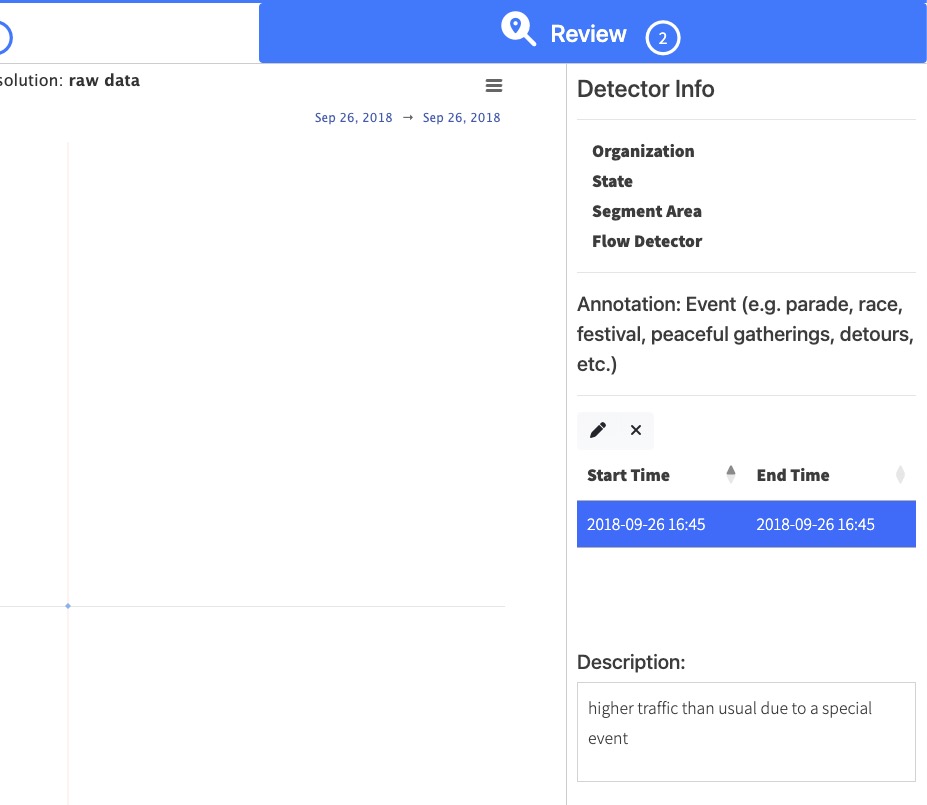 Review 2
solution: raw data
Sep 26, 2018 → Sep 26, 2018
Detector Info
Organization
State
Segment Area
Flow Detector
Annotation: Event (e.g. parade, race,
festival, peaceful gatherings, detours,
etc.)
Start Time End Time
2018-09-26 16:45 2018-09-26 16:45
Description:
higher traffic than usual due to a special
event